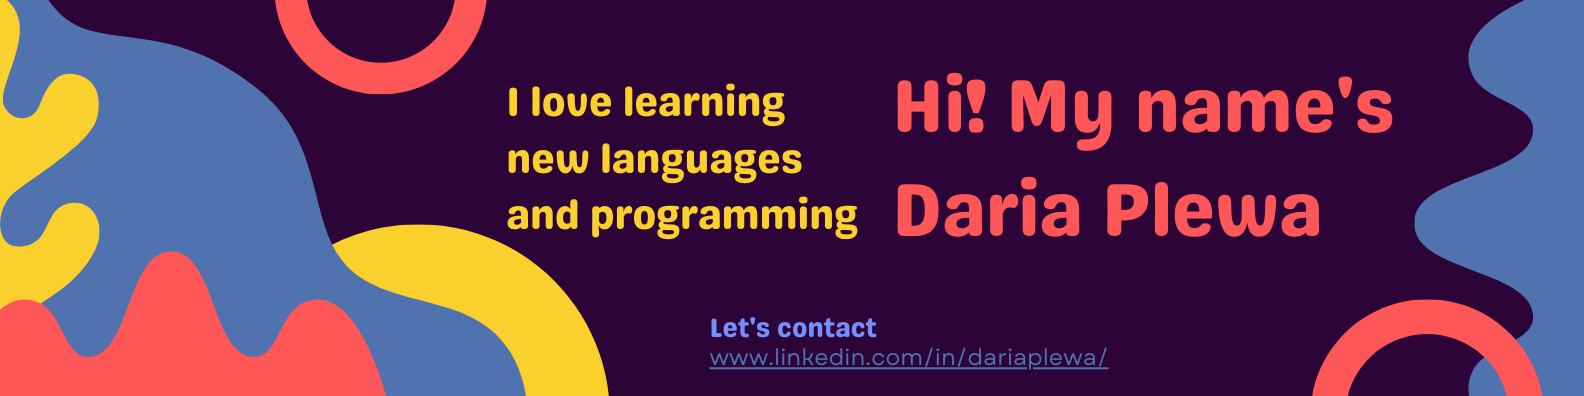 I love learning
new languages
and programming
Hi! My name's
Daria Plewa
Let's contact
www.linkedin.com/in/dariaplewa/